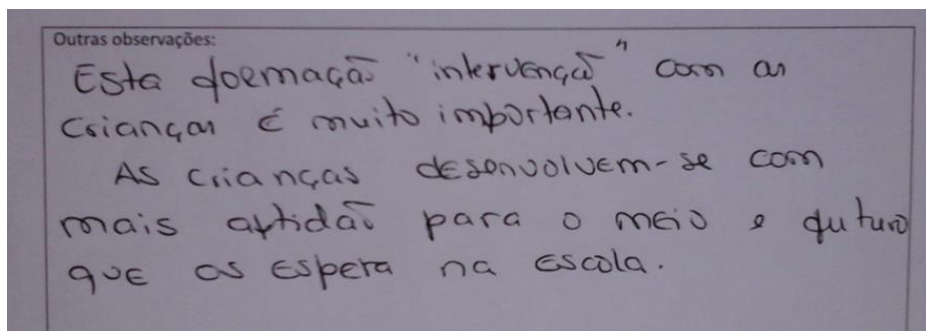 Outras observações:
Esta formação "intervenção" com as
crianças é muito importante.
As crianças desenvolvem-se com
mais aptidão para o meio e futuro
que os espera na escola.